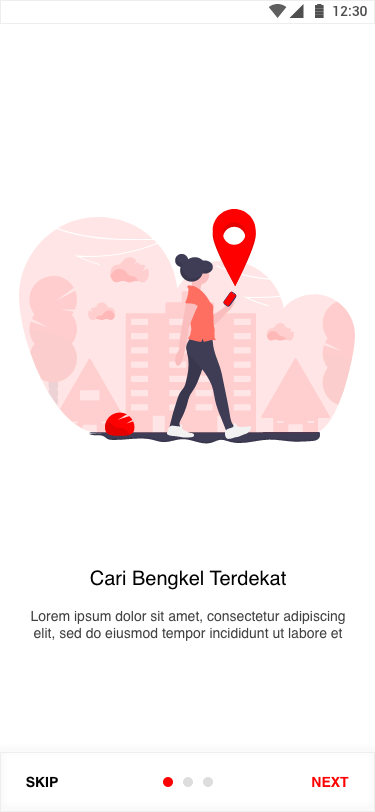 12:30
Cari Bengkel Terdekat
Lorem ipsum dolor sit amet, consectetur adipiscing
elit, sed do eiusmod tempor incididunt ut labore et
SKIP
NEXT